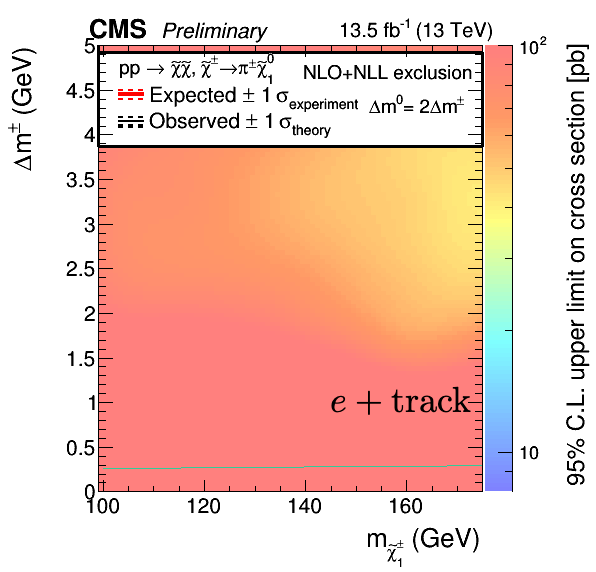 CMS Preliminary 13.5 fb⁻¹ (13 TeV)
pp → χ̃χ̃, χ̃± →π±χ̃⁰₁ NLO+NLL exclusion
Expected ± 1 σexperiment Δm⁰= 2Δm±
Observed ± 1 σtheory
Δm± (GeV)
5
4.5
4
3.5
3
2.5
2
1.5
1
0.5
0
e + track
100 120 140 160
mχ̃±₁ (GeV)
10²
10
95% C.L. upper limit on cross section [pb]